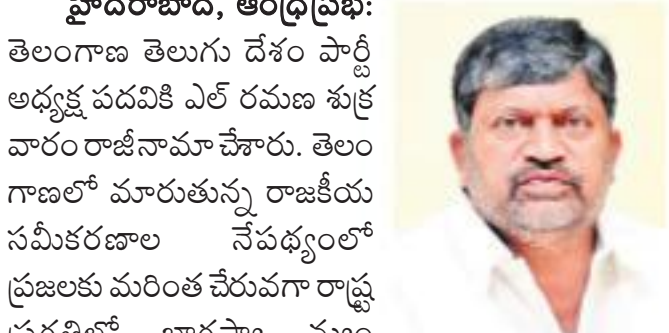 హైదరాబాద్, ఆంధ్రప్రభ:
తెలంగాణ తెలుగు దేశం పార్టీ
అధ్యక్ష పదవికి ఎల్ రమణ శుక్ర
వారం రాజీనామా చేశారు. తెలం
గాణలో మారుతున్న రాజకీయ
సమీకరణాల నేపథ్యంలో
ప్రజలకు మరింత చేరువగా రాష్ట్ర